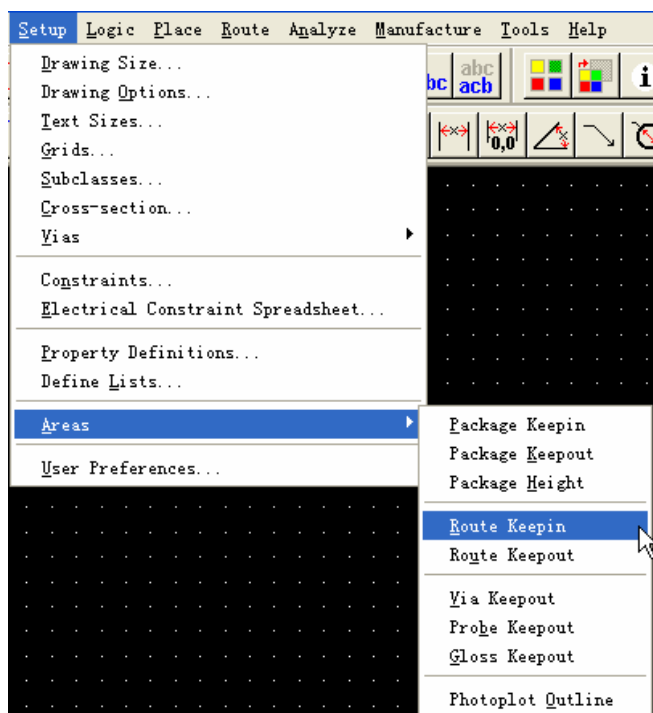 Setup Logic Place Route Analyze Manufacture Tools Help
Drawing Size...
Drawing Options...
Text Sizes...
Grids...
Subclasses...
Cross-section...
Vias
Constraints...
Electrical Constraint Spreadsheet...
Property Definitions...
Define Lists...
Areas
User Preferences...
bc
abc
acb
i
0,0
Package Keepin
Package Keepout
Package Height
Route Keepin
Route Keepout
Via Keepout
Probe Keepout
Gloss Keepout
Photoplot Outline